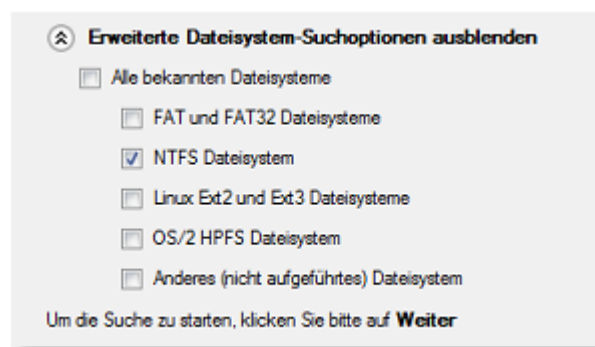 Erweiterte Dateisystem-Suchoptionen ausblenden
Alle bekannten Dateisysteme
FAT und FAT32 Dateisysteme
NTFS Dateisystem
Linux Ext2 und Ext3 Dateisysteme
OS/2 HPFS Dateisystem
Anderes (nicht aufgeführtes) Dateisystem
Um die Suche zu starten, klicken Sie bitte auf Weiter